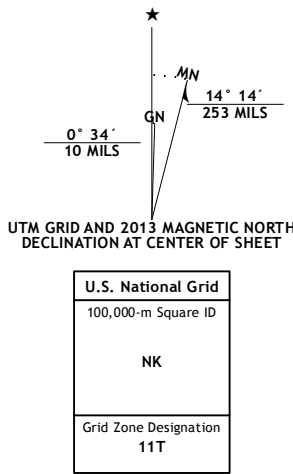 MN
GN
14° 14´
253 MILS
0° 34´
10 MILS
UTM GRID AND 2013 MAGNETIC NORTH
DECLINATION AT CENTER OF SHEET
U.S. National Grid
100,000-m Square ID
NK
Grid Zone Designation
11T